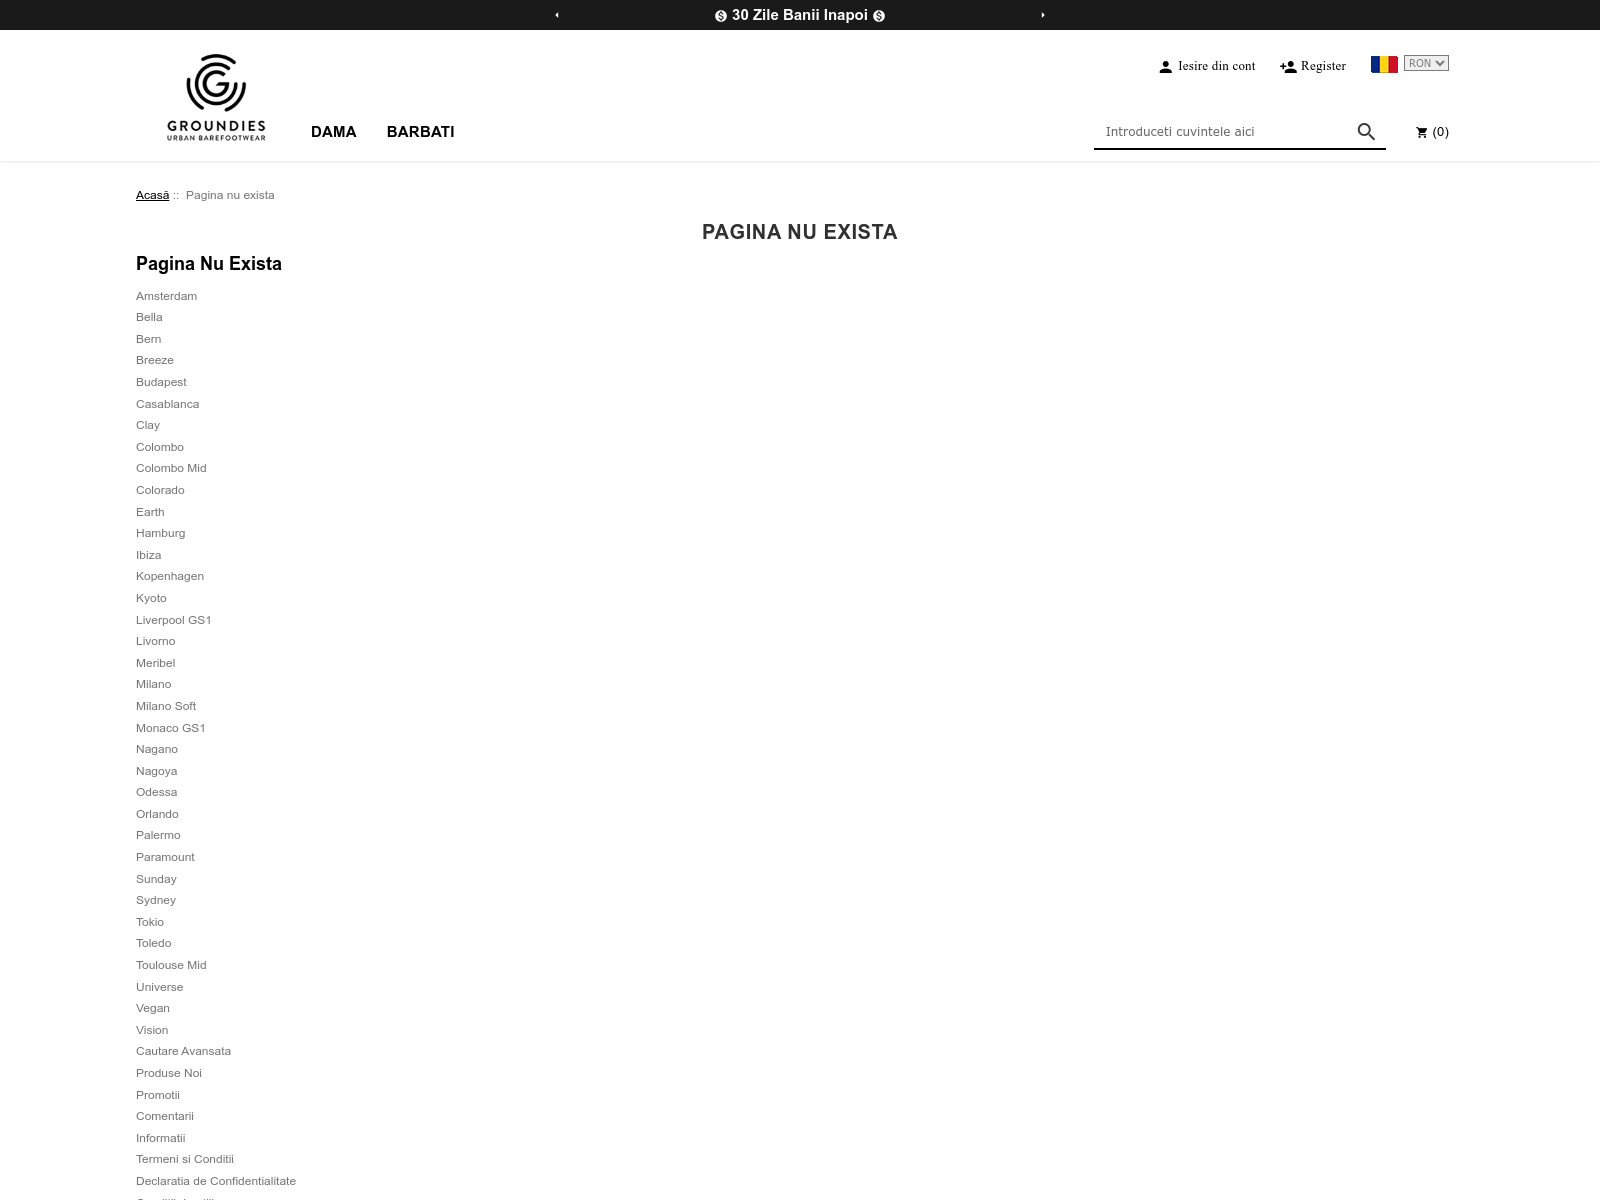 30 Zile Banii Inapoi
Iesire din cont
Register
RON
GROUNDIES
URBAN BAREFOOTWEAR
DAMA
BARBATI
Introduceti cuvintele aici
(0)
Acasă :: Pagina nu exista
PAGINA NU EXISTA
Pagina Nu Exista
Amsterdam
Bella
Bern
Breeze
Budapest
Casablanca
Clay
Colombo
Colombo Mid
Colorado
Earth
Hamburg
Ibiza
Kopenhagen
Kyoto
Liverpool GS1
Livorno
Meribel
Milano
Milano Soft
Monaco GS1
Nagano
Nagoya
Odessa
Orlando
Palermo
Paramount
Sunday
Sydney
Tokio
Toledo
Toulouse Mid
Universe
Vegan
Vision
Cautare Avansata
Produse Noi
Promotii
Comentarii
Informatii
Termeni si Conditii
Declaratia de Confidentialitate